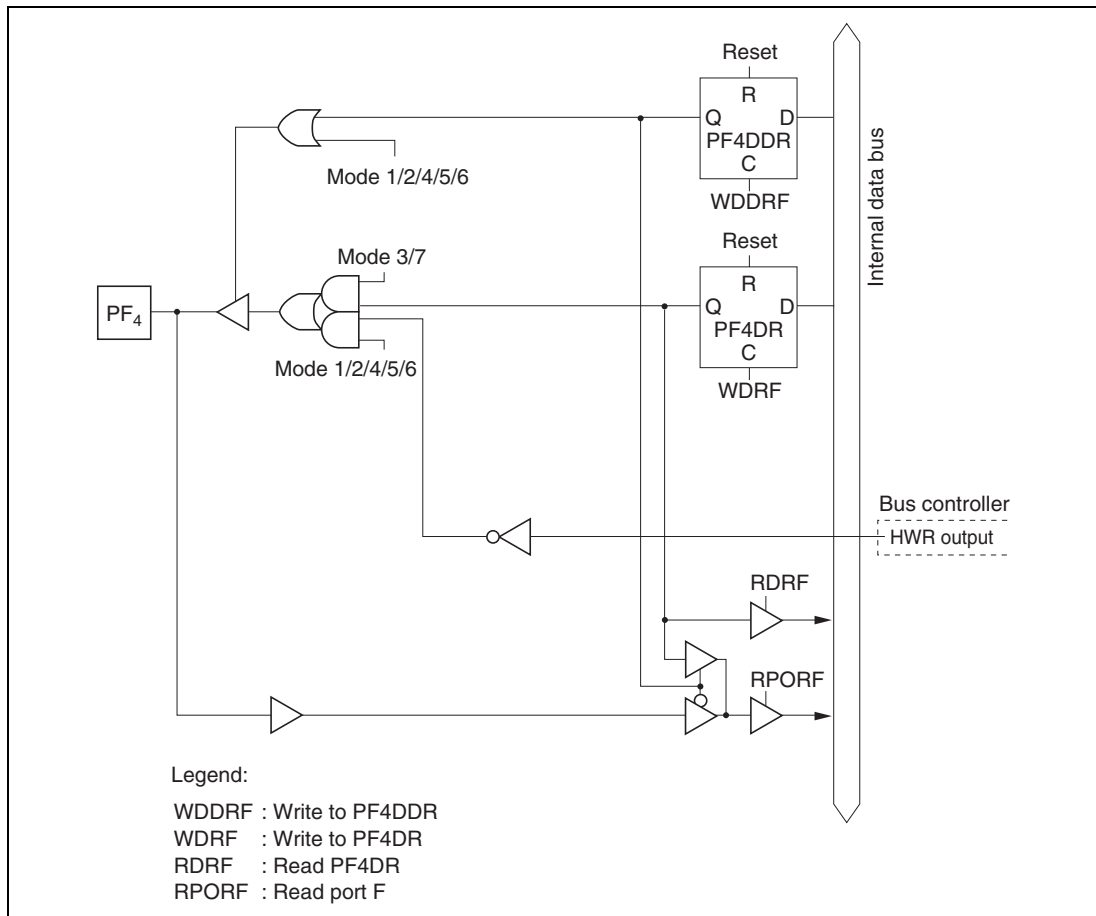 Reset
R
Q D
PF4DDR
C
WDDRF
Mode 1/2/4/5/6
Internal data bus
Reset
R
Mode 3/7
Q D
PF4DR
C
WDRF
PF4
Mode 1/2/4/5/6
Bus controller
HWR output
RDRF
RPORF
Legend:
WDDRF : Write to PF4DDR
WDRF : Write to PF4DR
RDRF : Read PF4DR
RPORF : Read port F